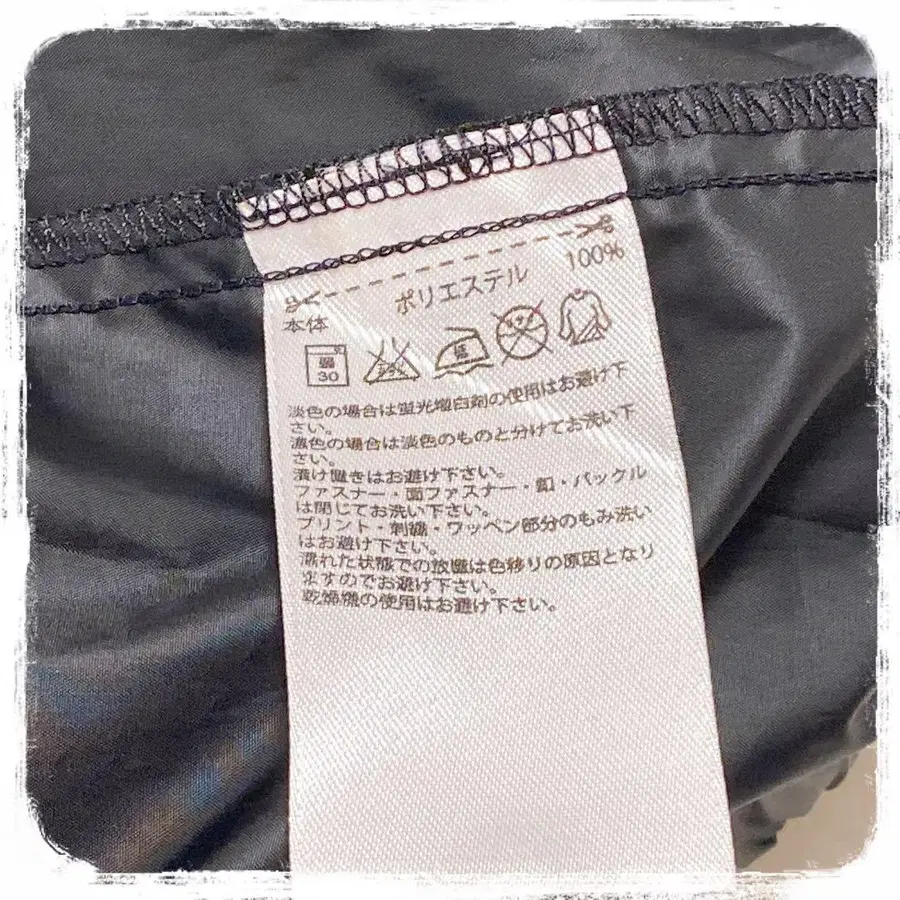 本体 ポリエステル 100%
弱
30
淡色の場合は蛍光増白剤の使用はお避け下
さい。
濃色の場合は淡色のものと分けてお洗い下
さい。
漬け置きはお避け下さい。
ファスナー・面ファスナー・釦・バックル
は閉じてお洗い下さい。
プリント・刺繍・ワッペン部分のもみ洗い
はお避け下さい。
濡れた状態での放置は色移りの原因となり
ますのでお避け下さい。
乾燥機の使用はお避け下さい。